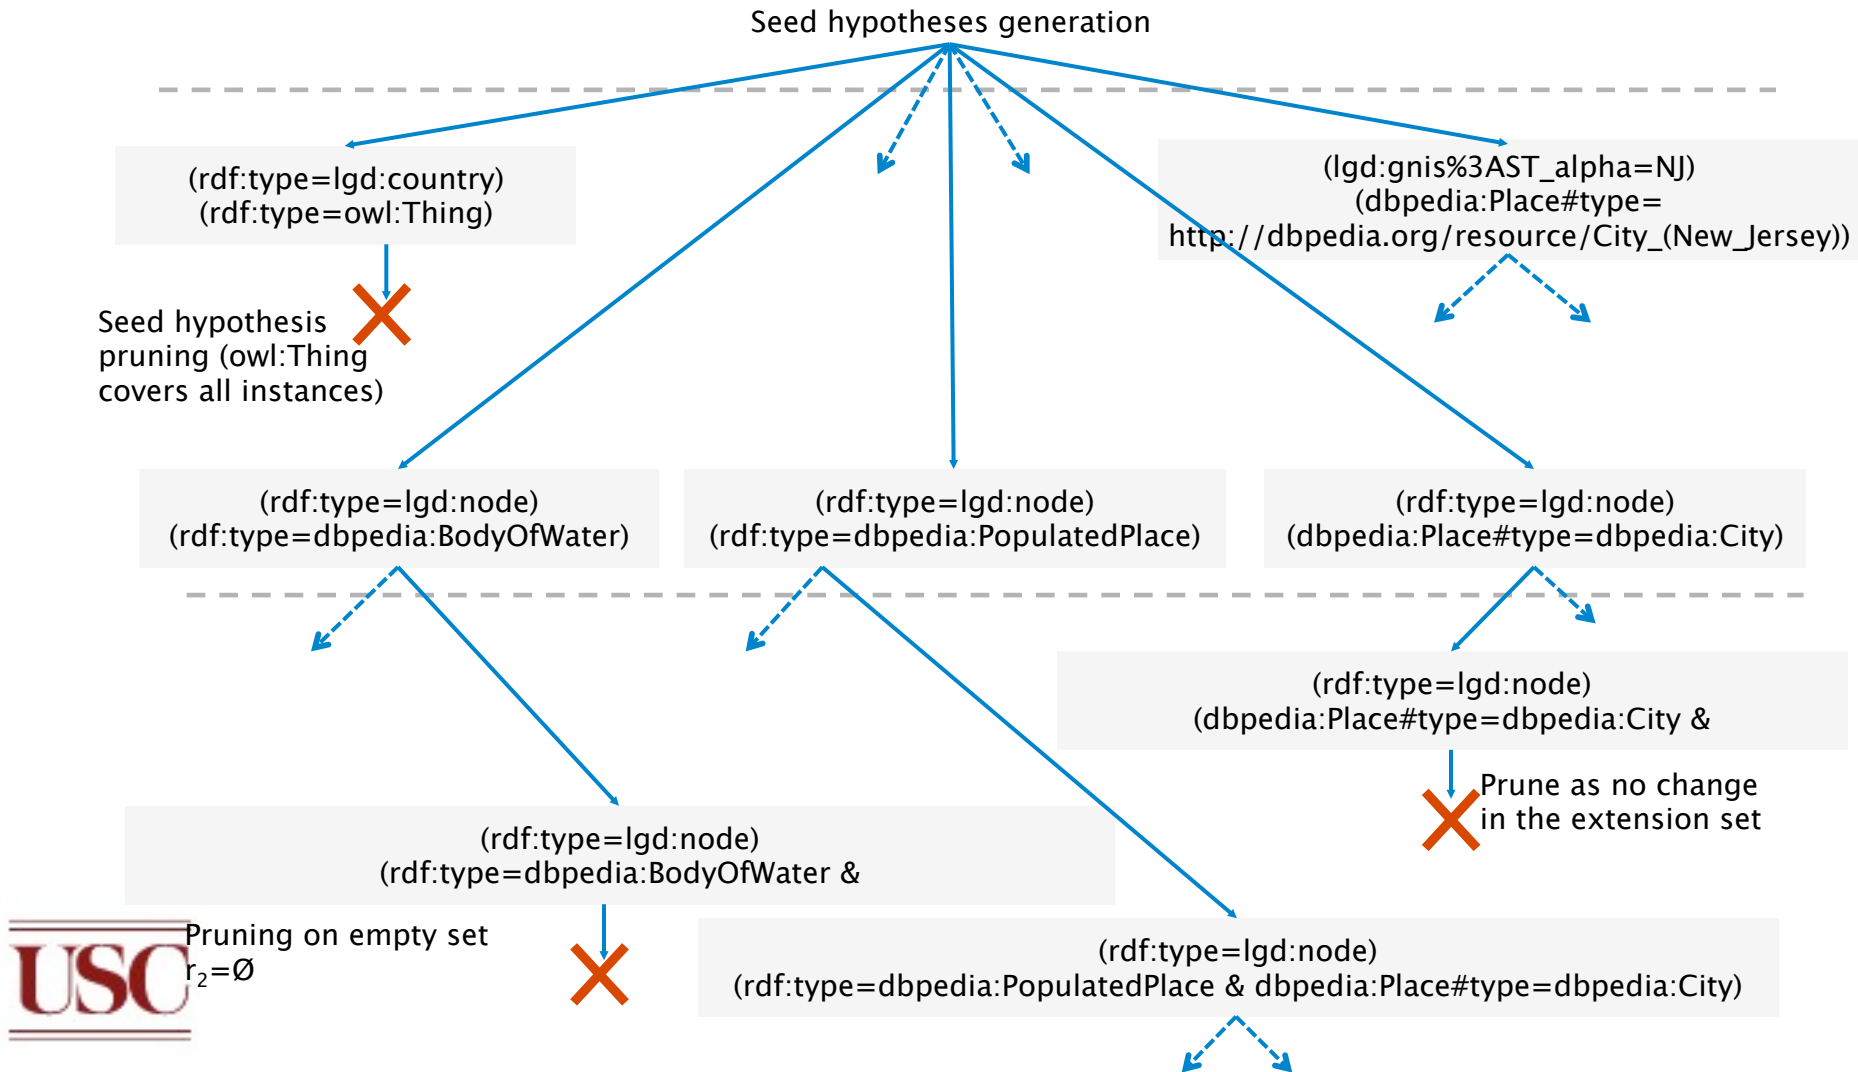 Seed hypotheses generation
(rdf:type=lgd:country)
(rdf:type=owl:Thing)
(lgd:gnis%3AST_alpha=NJ)
(dbpedia:Place#type=
http://dbpedia.org/resource/City_(New_Jersey))
Seed hypothesis
pruning (owl:Thing
covers all instances)
(rdf:type=lgd:node)
(rdf:type=dbpedia:BodyOfWater)
(rdf:type=lgd:node)
(rdf:type=dbpedia:PopulatedPlace)
(rdf:type=lgd:node)
(dbpedia:Place#type=dbpedia:City)
(rdf:type=lgd:node)
(dbpedia:Place#type=dbpedia:City &
Prune as no change
in the extension set
(rdf:type=lgd:node)
(rdf:type=dbpedia:BodyOfWater &
Pruning on empty set
r₂=Ø
USC
(rdf:type=lgd:node)
(rdf:type=dbpedia:PopulatedPlace & dbpedia:Place#type=dbpedia:City)